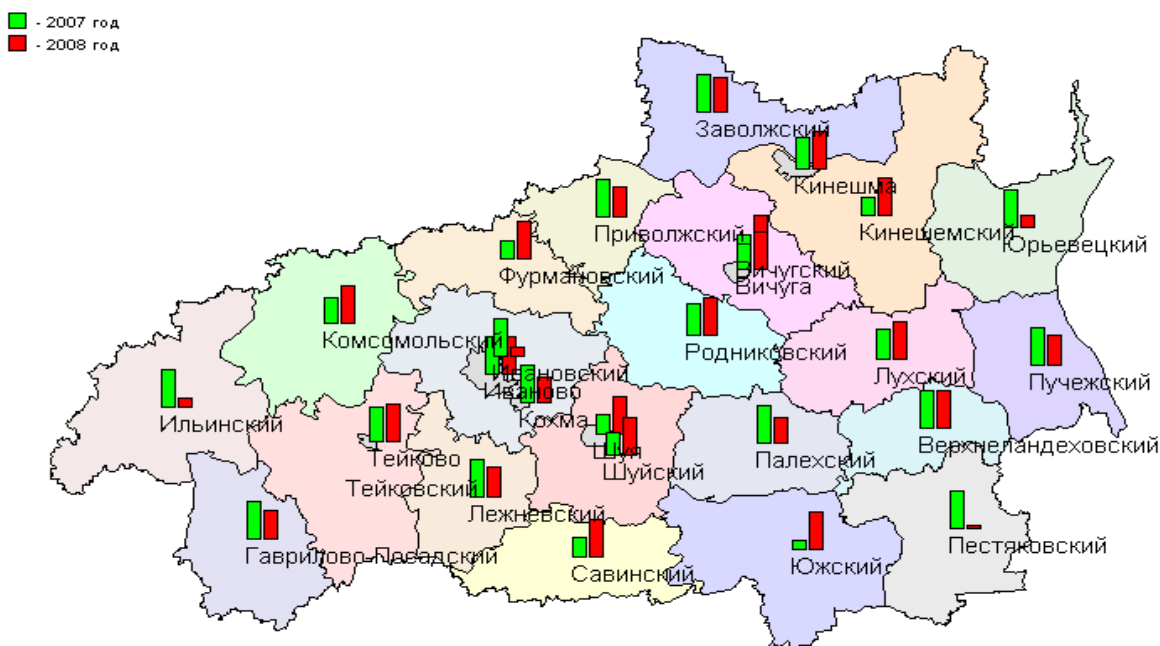 - 2007 год
- 2008 год
Заволжский
Кинешма
Приволжский
Кинешемский
Юрьевецкий
Фурмановский
Вичугский
Вичуга
Комсомольский
Родниковский
Лухский
Пучежский
Ивановский
Иваново
Ильинский
Кохма
Тейково
Шуя
Шуйский
Палехский
Верхнеландеховский
Тейковский
Лежневский
Гаврилово-Посадский
Савинский
Южский
Пестяковский